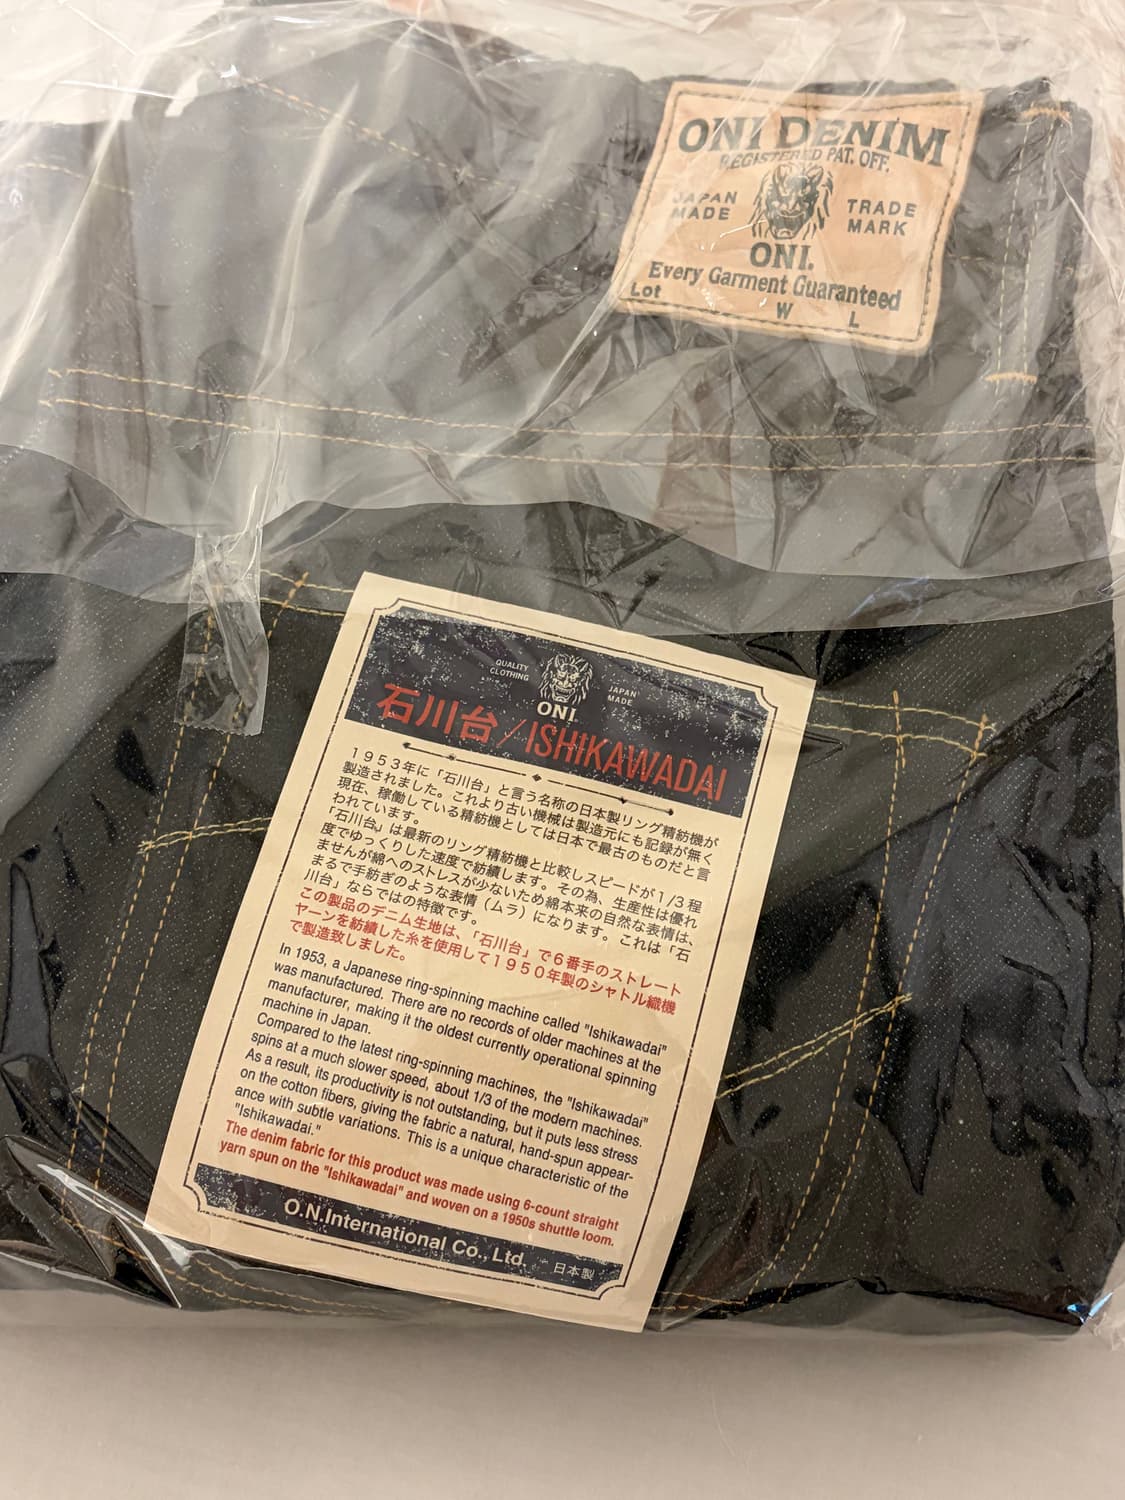 ONI DENIM
REGISTERED PAT. OFF.
JAPAN
MADE
TRADE
MARK
ONI.
Every Garment Guaranteed
Lot W L
QUALITY
CLOTHING
JAPAN
MADE
ONI.
石川台/ISHIKAWADAI
1953年に「石川台」と言う名称の日本製リング精紡機が
製造されました。これより古い機械は製造元にも記録が無く
現在、稼働している精紡機としては日本で最古のものだと言
われています。
「石川台」は最新のリング精紡機と比較しスピードが1/3程
度でゆっくりした速度で紡績します。その為、生産性は優れ
ませんが綿へのストレスが少ないため綿本来の自然な表情は、
まるで手紡ぎのような表情（ムラ）になります。これは「石
川台」ならではの特徴です。
この製品のデニム生地は、「石川台」で6番手のストレート
ヤーンを紡績した糸を使用して1950年製のシャトル織機
で製造致しました。
In 1953, a Japanese ring-spinning machine called "Ishikawadai"
was manufactured. There are no records of older machines at the
manufacturer, making it the oldest currently operational spinning
machine in Japan.
Compared to the latest ring-spinning machines, the "Ishikawadai"
spins at a much slower speed, about 1/3 of the modern machines.
As a result, its productivity is not outstanding, but it puts less stress
on the cotton fibers, giving the fabric a natural, hand-spun appear-
ance with subtle variations. This is a unique characteristic of the
"Ishikawadai."
The denim fabric for this product was made using 6-count straight
yarn spun on the "Ishikawadai" and woven on a 1950s shuttle loom.
O.N.International Co., Ltd. 日本製